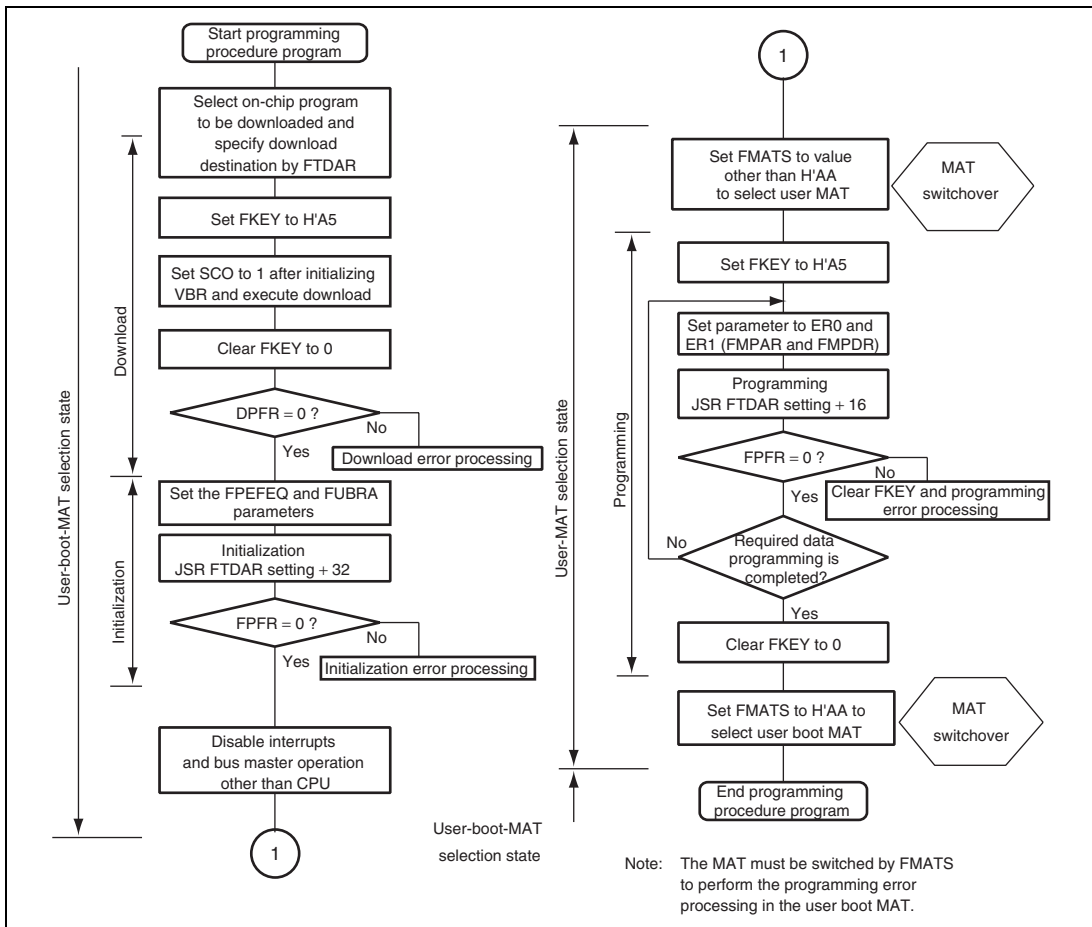 Start programming
procedure program
Select on-chip program
to be downloaded and
specify download
destination by FTDAR
Set FKEY to H'A5
Set SCO to 1 after initializing
VBR and execute download
Clear FKEY to 0
DPFR = 0 ?
No
Yes
Download error processing
Set the FPEFEQ and FUBRA
parameters
Initialization
JSR FTDAR setting + 32
FPFR = 0 ?
No
Yes
Initialization error processing
Disable interrupts
and bus master operation
other than CPU
1
Download
Initialization
User-boot-MAT selection state
1
Set FMATS to value
other than H'AA
to select user MAT
MAT
switchover
Set FKEY to H'A5
Set parameter to ER0 and
ER1 (FMPAR and FMPDR)
Programming
JSR FTDAR setting + 16
FPFR = 0 ?
No
Yes
Clear FKEY and programming
error processing
Required data
programming is
completed?
No
Yes
Clear FKEY to 0
Set FMATS to H'AA to
select user boot MAT
MAT
switchover
End programming
procedure program
Programming
User-MAT selection state
User-boot-MAT
selection state
Note: The MAT must be switched by FMATS
to perform the programming error
processing in the user boot MAT.